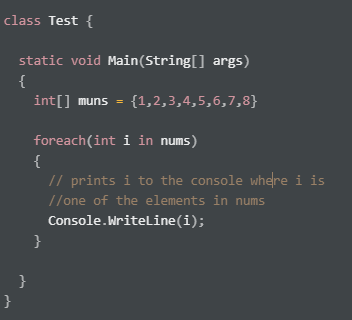 class Test {
static void Main(String[] args)
{
int[] muns = {1,2,3,4,5,6,7,8}
foreach(int i in nums)
{
// prints i to the console where i is
//one of the elements in nums
Console.WriteLine(i);
}
}
}